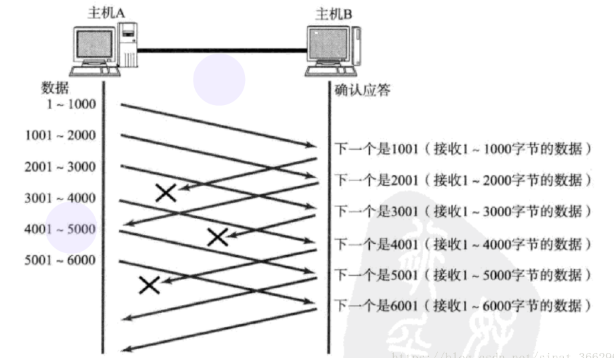 主机A
主机B
数据
确认应答
1~1000
1001~2000
2001~3000
3001~4000
4001~5000
5001~6000
下一个是1001（接收1~1000字节的数据）
下一个是2001（接收1~2000字节的数据）
下一个是3001（接收1~3000字节的数据）
下一个是4001（接收1~4000字节的数据）
下一个是5001（接收1~5000字节的数据）
下一个是6001（接收1~6000字节的数据）